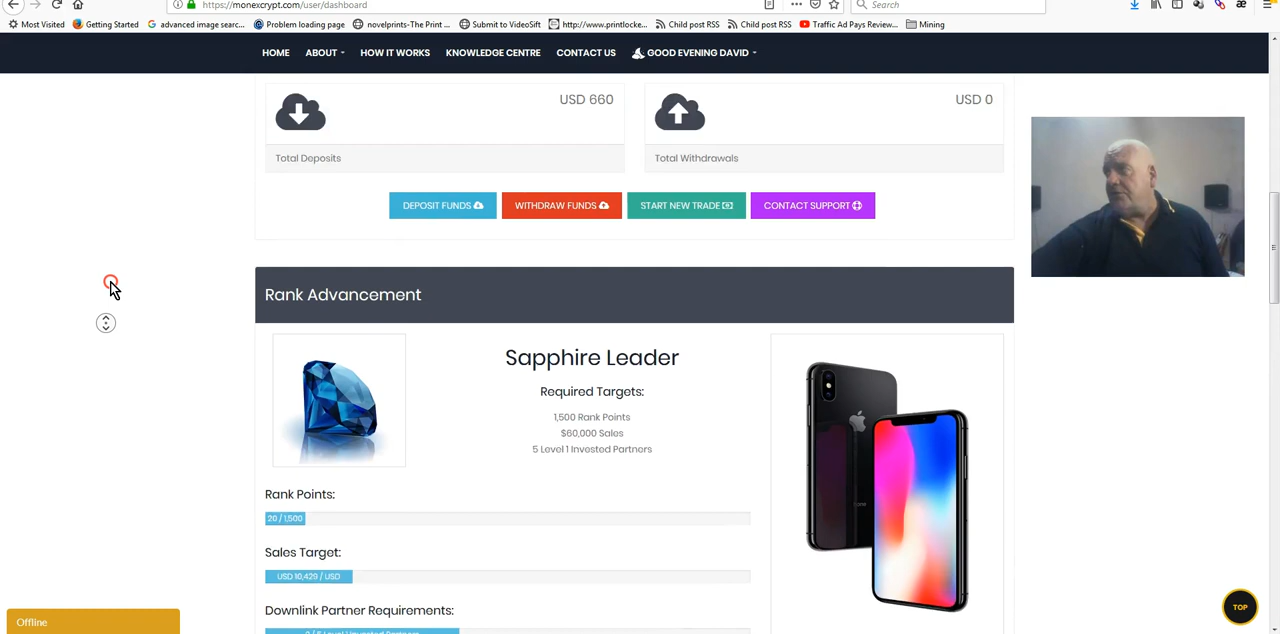 https://monexcrypt.com/user/dashboard
Search
Most Visited Getting Started advanced image searc... Problem loading page novelprints-The Print ... Submit to VideoSift http://www.printlocke... Child post RSS Child post RSS Traffic Ad Pays Review... Mining
HOME ABOUT HOW IT WORKS KNOWLEDGE CENTRE CONTACT US GOOD EVENING DAVID
USD 660 USD 0
Total Deposits Total Withdrawals
DEPOSIT FUNDS WITHDRAW FUNDS START NEW TRADE CONTACT SUPPORT
Rank Advancement
Sapphire Leader
Required Targets:
1,500 Rank Points
$60,000 Sales
5 Level 1 Invested Partners
Rank Points:
20 / 1,500
Sales Target:
USD 10,429 / USD
Downlink Partner Requirements:
Offline
TOP